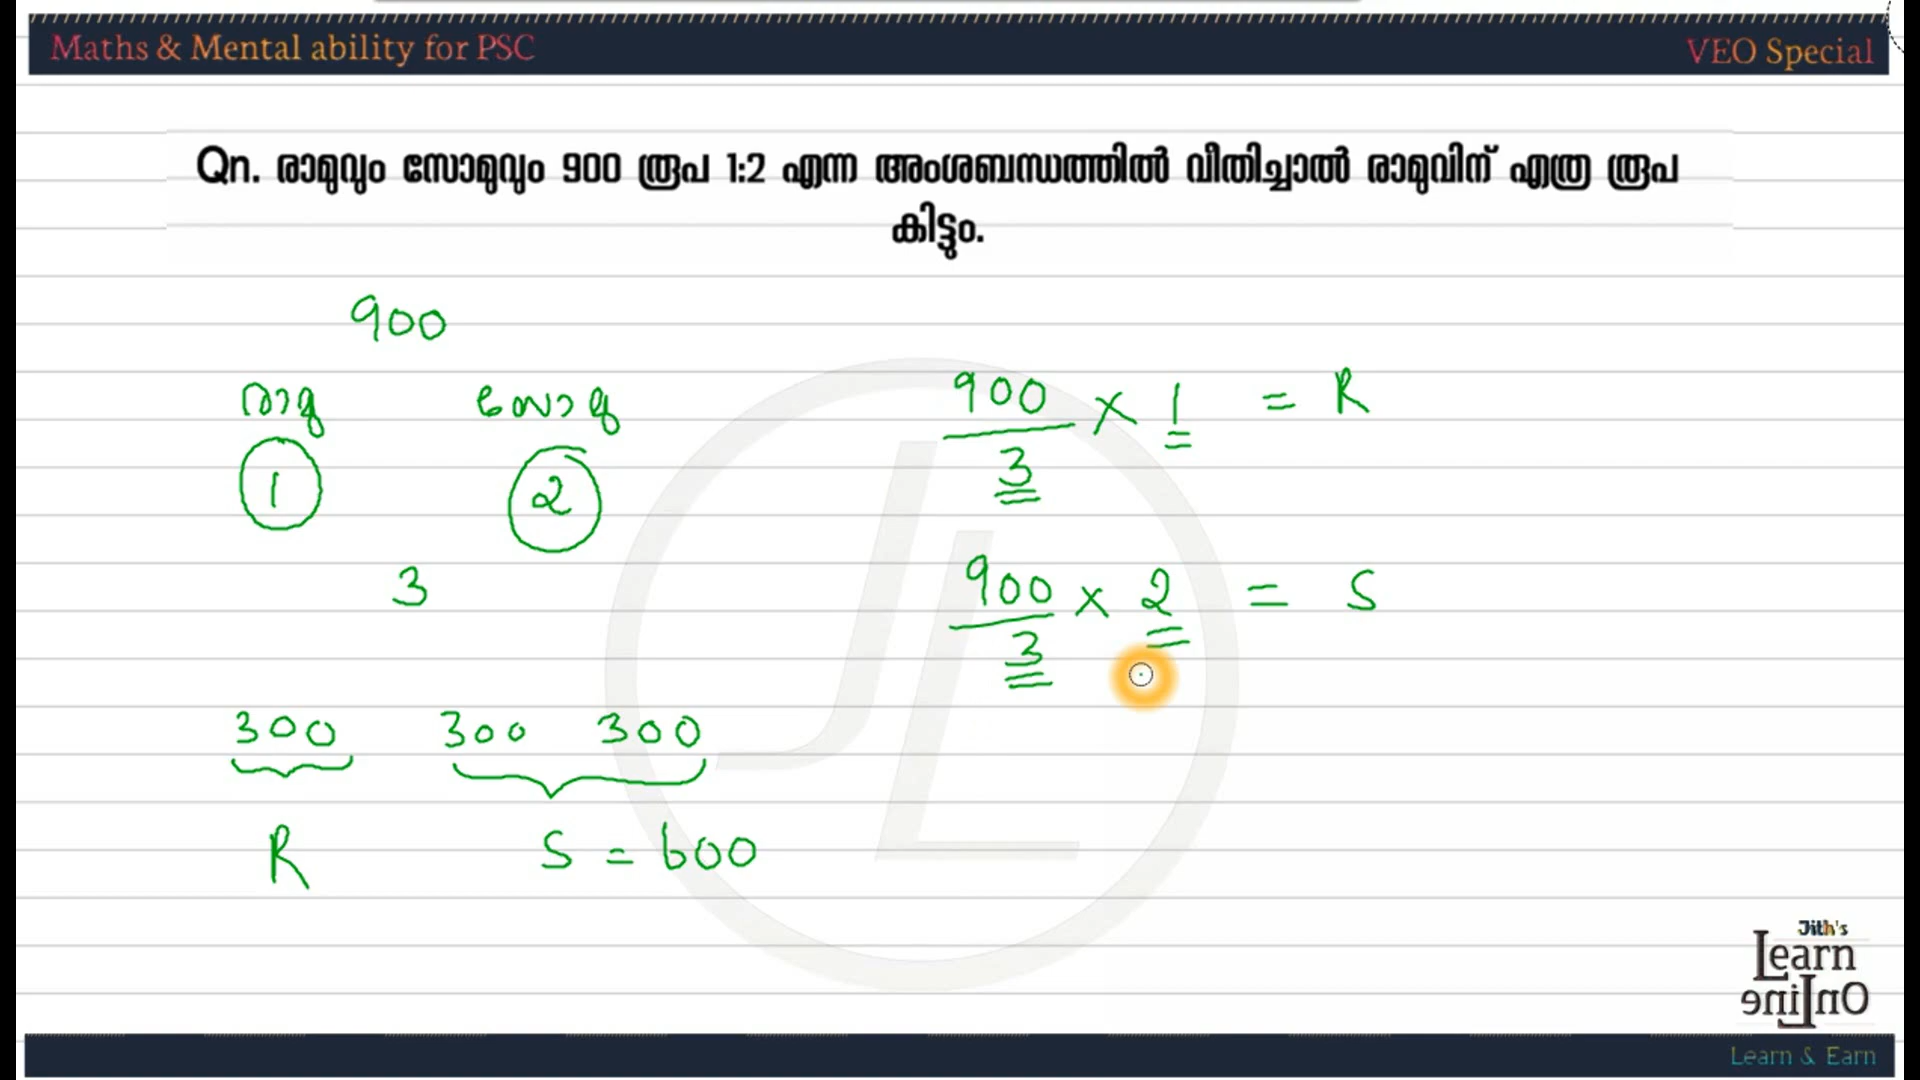 Maths & Mental ability for PSC
VEO Special
Qn. രാമുവും സോമുവും 900 രൂപ 1:2 എന്ന അംശബന്ധത്തിൽ വീതിച്ചാൽ രാമുവിന് എത്ര രൂപ
കിട്ടും.
900
രാമു സോമു
1 2
3
300 300 300
R S = 600
900/3 × 1 = R
900/3 × 2 = S
JL
Jith's
Learn
OnLine
Learn & Earn